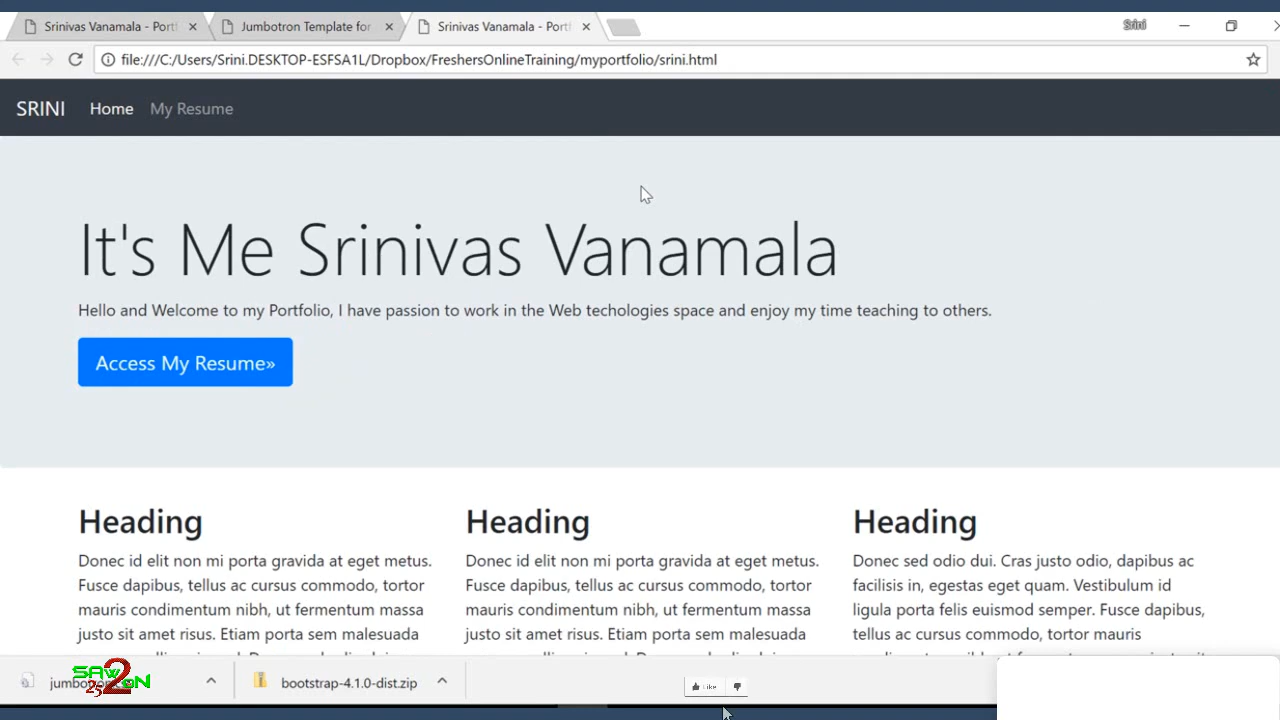 Srinivas Vanamala - Portf
Jumbotron Template for
Srinivas Vanamala - Portf
Srini
file:///C:/Users/Srini.DESKTOP-ESFSA1L/Dropbox/FreshersOnlineTraining/myportfolio/srini.html
SRINI Home My Resume
It's Me Srinivas Vanamala
Hello and Welcome to my Portfolio, I have passion to work in the Web techologies space and enjoy my time teaching to others.
Access My Resume»
Heading
Donec id elit non mi porta gravida at eget metus.
Fusce dapibus, tellus ac cursus commodo, tortor
mauris condimentum nibh, ut fermentum massa
justo sit amet risus. Etiam porta sem malesuada
Heading
Donec id elit non mi porta gravida at eget metus.
Fusce dapibus, tellus ac cursus commodo, tortor
mauris condimentum nibh, ut fermentum massa
justo sit amet risus. Etiam porta sem malesuada
Heading
Donec sed odio dui. Cras justo odio, dapibus ac
facilisis in, egestas eget quam. Vestibulum id
ligula porta felis euismod semper. Fusce dapibus,
tellus ac cursus commodo, tortor mauris
bootstrap-4.1.0-dist.zip
Like